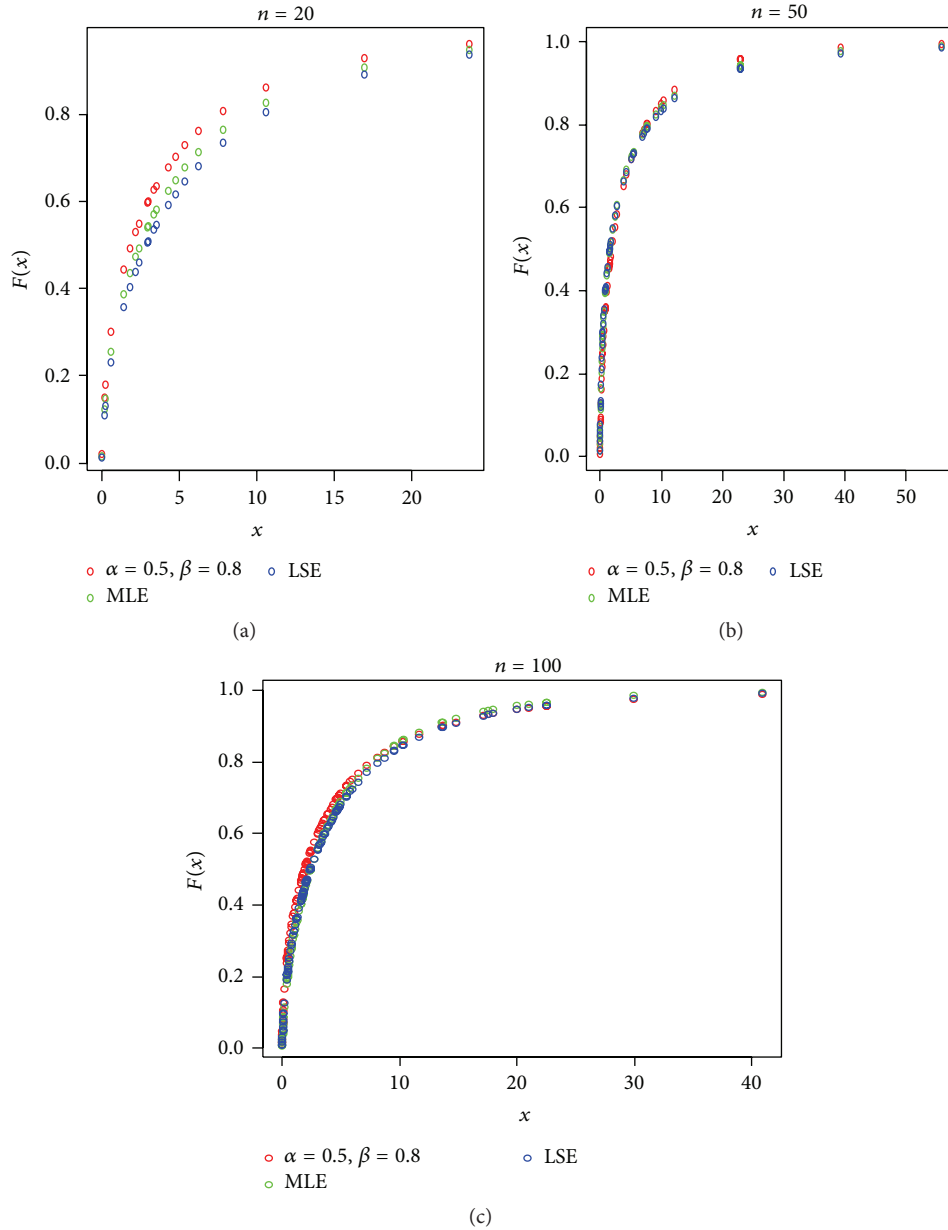 n = 20
F(x)
0.8
0.6
0.4
0.2
0.0
0 5 10 15 20
x
α = 0.5, β = 0.8 LSE
MLE
(a)
n = 50
F(x)
1.0
0.8
0.6
0.4
0.2
0.0
0 10 20 30 40 50
x
α = 0.5, β = 0.8 LSE
MLE
(b)
n = 100
F(x)
1.0
0.8
0.6
0.4
0.2
0.0
0 10 20 30 40
x
α = 0.5, β = 0.8 LSE
MLE
(c)